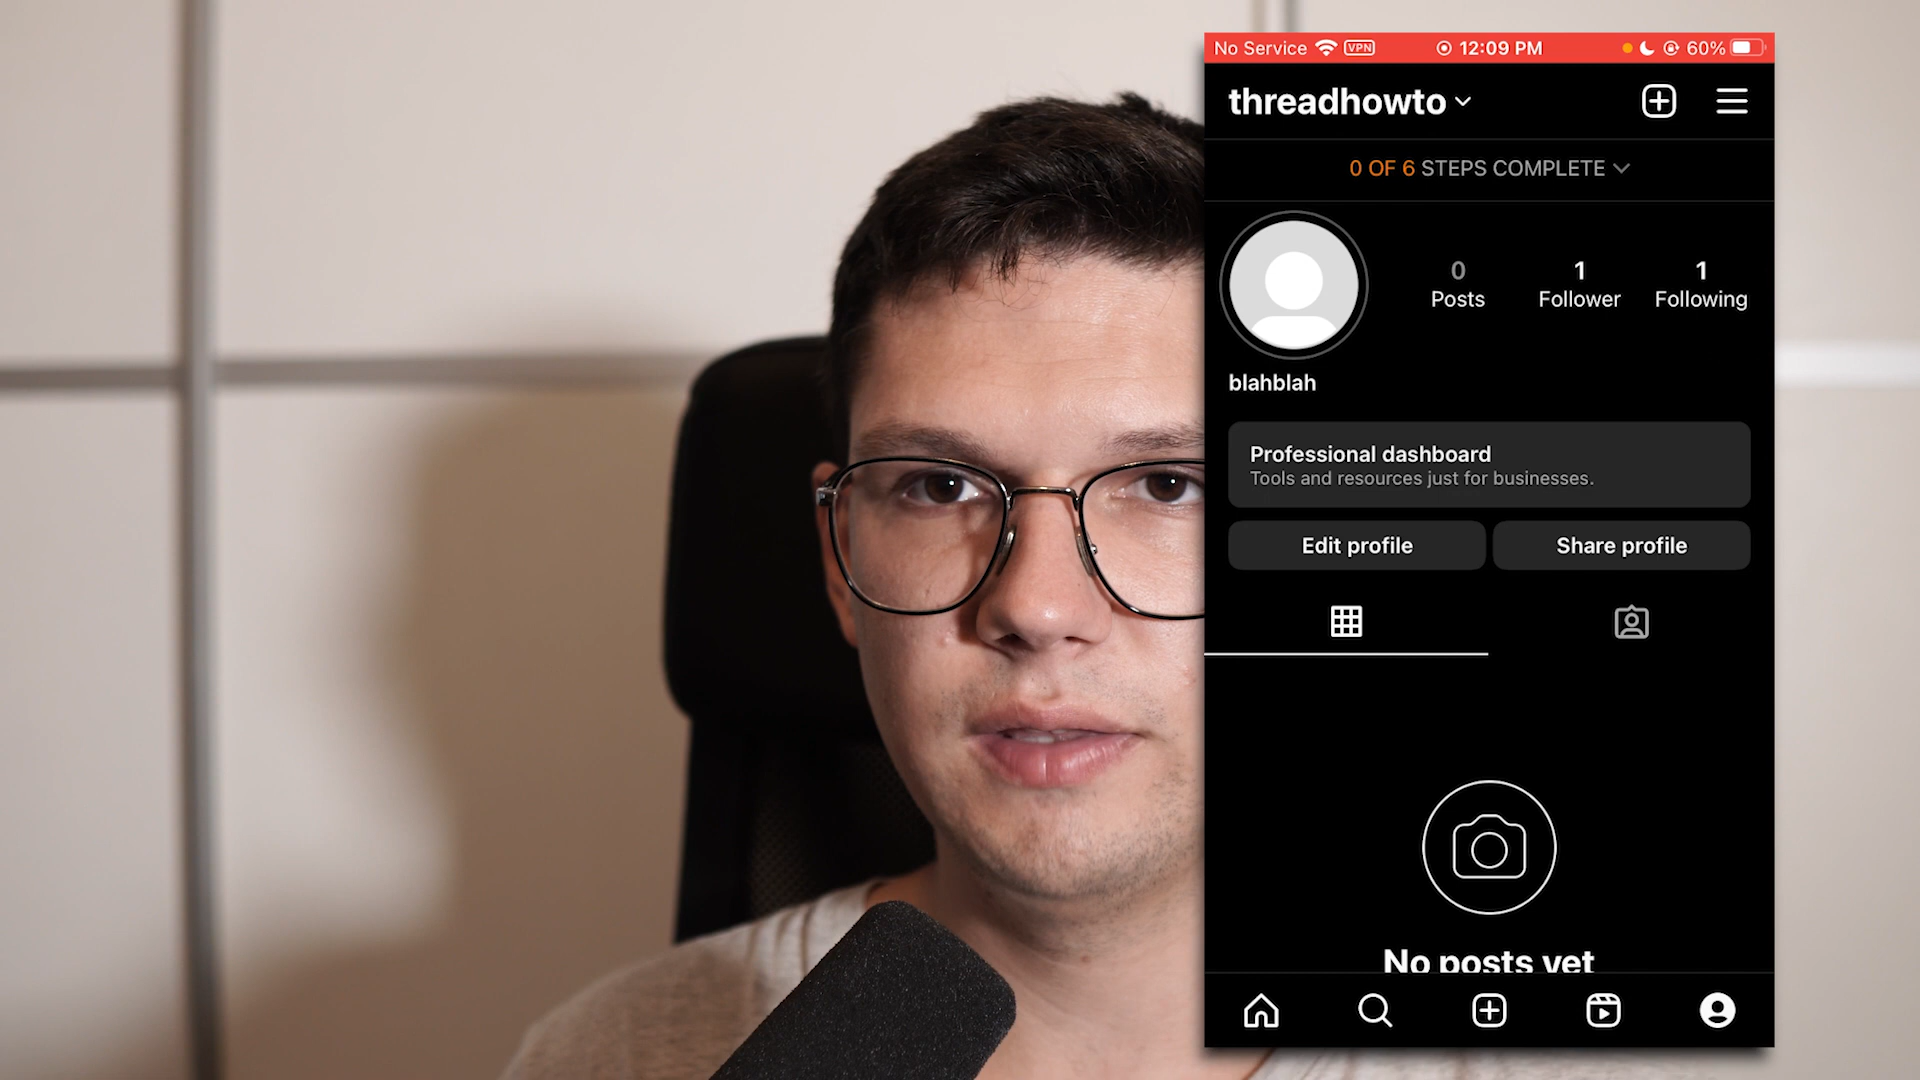 No Service VPN 12:09 PM 60%
threadhowto
0 OF 6 STEPS COMPLETE
0 1 1
Posts Follower Following
blahblah
Professional dashboard
Tools and resources just for businesses.
Edit profile Share profile
No posts yet